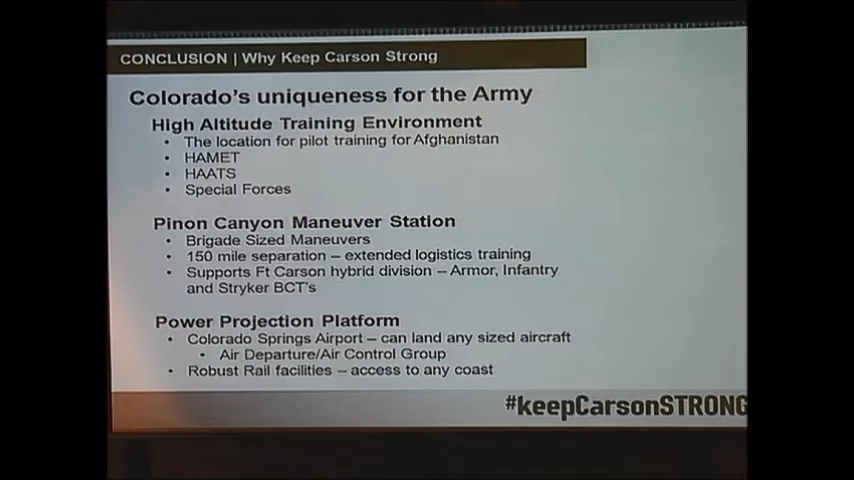 CONCLUSION | Why Keep Carson Strong
Colorado's uniqueness for the Army
High Altitude Training Environment
• The location for pilot training for Afghanistan
• HAMET
• HAATS
• Special Forces
Pinon Canyon Maneuver Station
• Brigade Sized Maneuvers
• 150 mile separation – extended logistics training
• Supports Ft Carson hybrid division – Armor, Infantry
and Stryker BCT's
Power Projection Platform
• Colorado Springs Airport – can land any sized aircraft
• Air Departure/Air Control Group
• Robust Rail facilities – access to any coast
#keepCarsonSTRONG